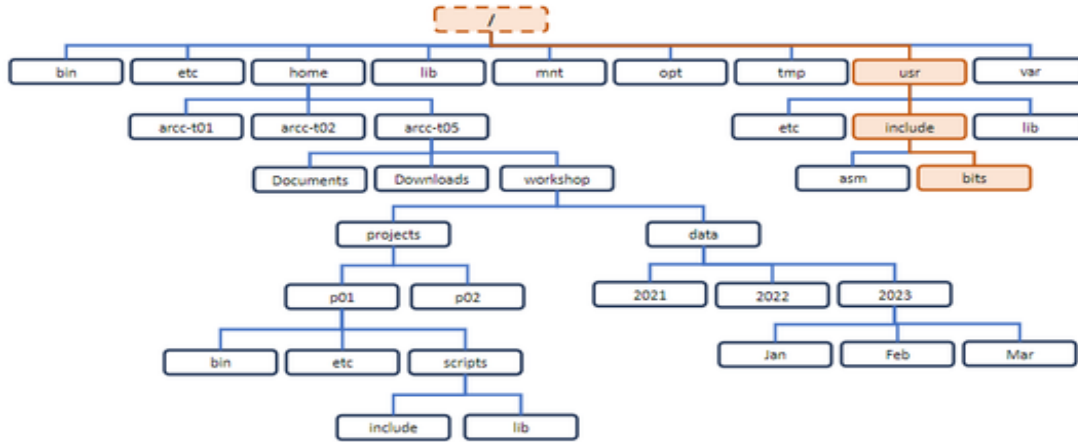 /
bin etc home lib mnt opt tmp usr var
arcc-t01 arcc-t02 arcc-t05 etc include lib
Documents Downloads workshop asm bits
projects data
p01 p02 2021 2022 2023
bin etc scripts Jan Feb Mar
include lib